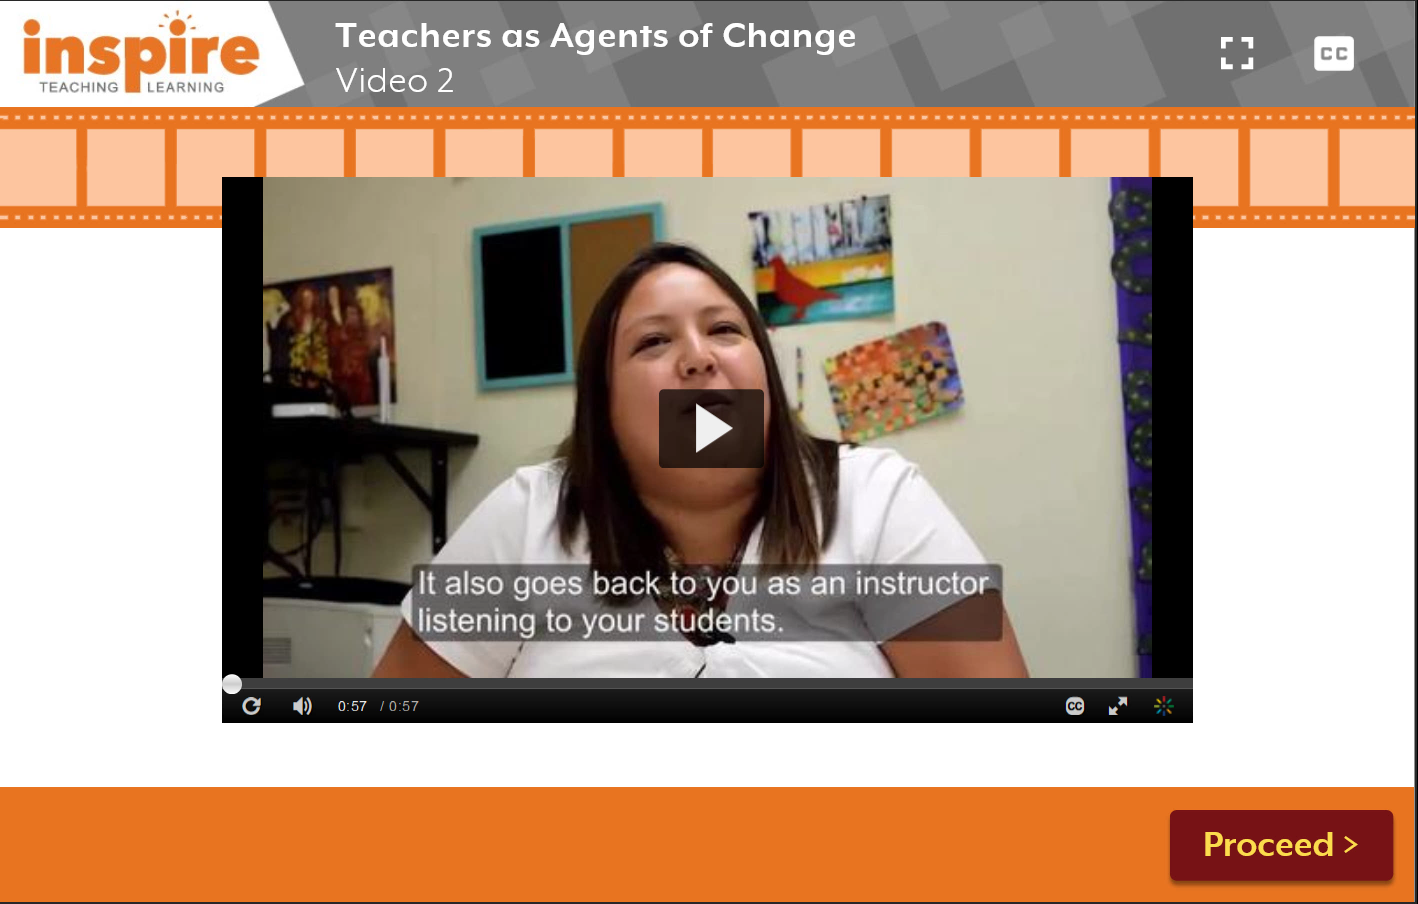 inspire
TEACHING LEARNING
Teachers as Agents of Change
Video 2
CC
It also goes back to you as an instructor
listening to your students.
0:57 / 0:57
CC
Proceed >